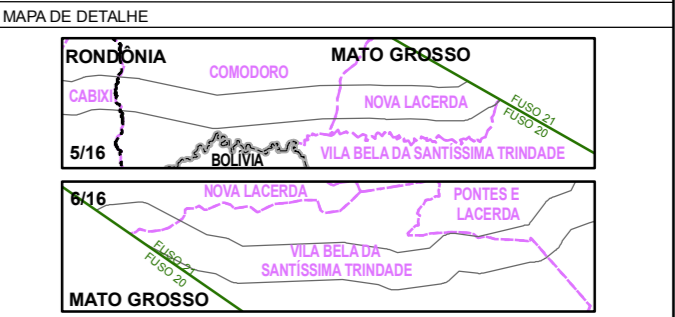 MAPA DE DETALHE
RONDÔNIA
MATO GROSSO
COMODORO
CABIXI
NOVA LACERDA
FUSO 21
FUSO 20
5/16
BOLÍVIA
VILA BELA DA SANTÍSSIMA TRINDADE
6/16
NOVA LACERDA
PONTES E
LACERDA
FUSO 21
FUSO 20
VILA BELA DA
SANTÍSSIMA TRINDADE
MATO GROSSO